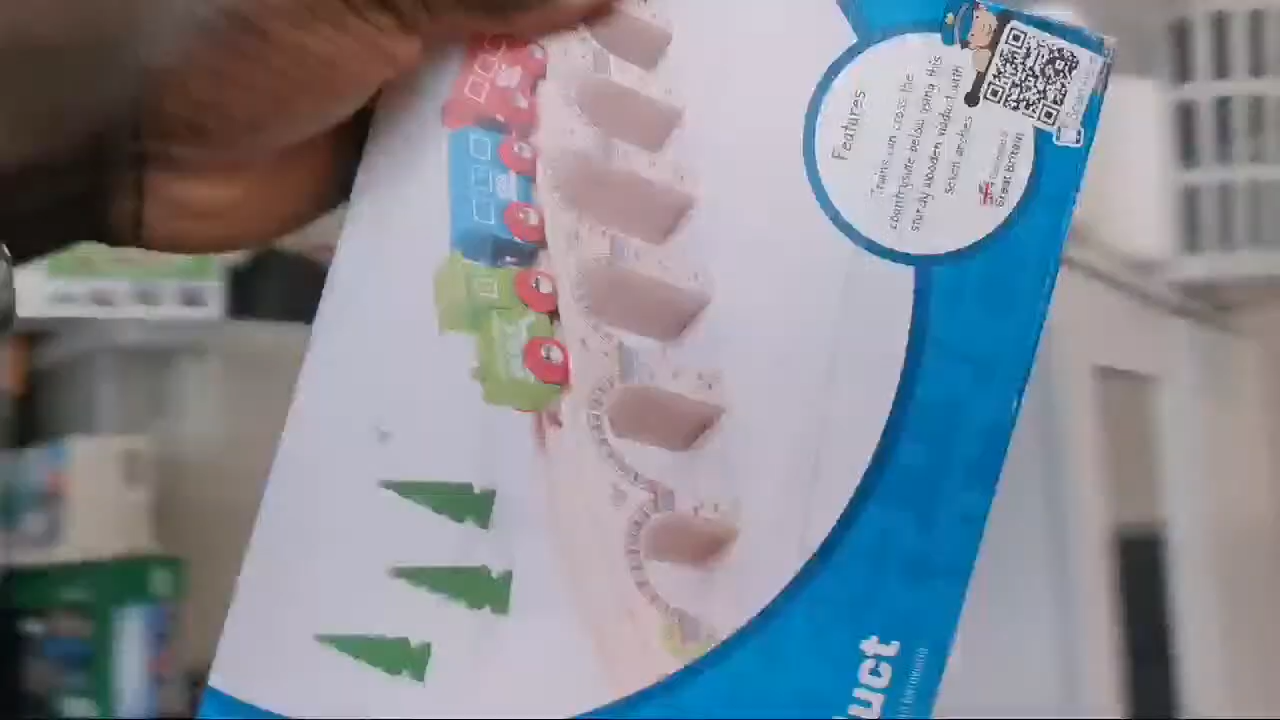 Features
Trains can cross the
countryside below using this
sturdy wooden viaduct with
seven arches
Great Britain
uct